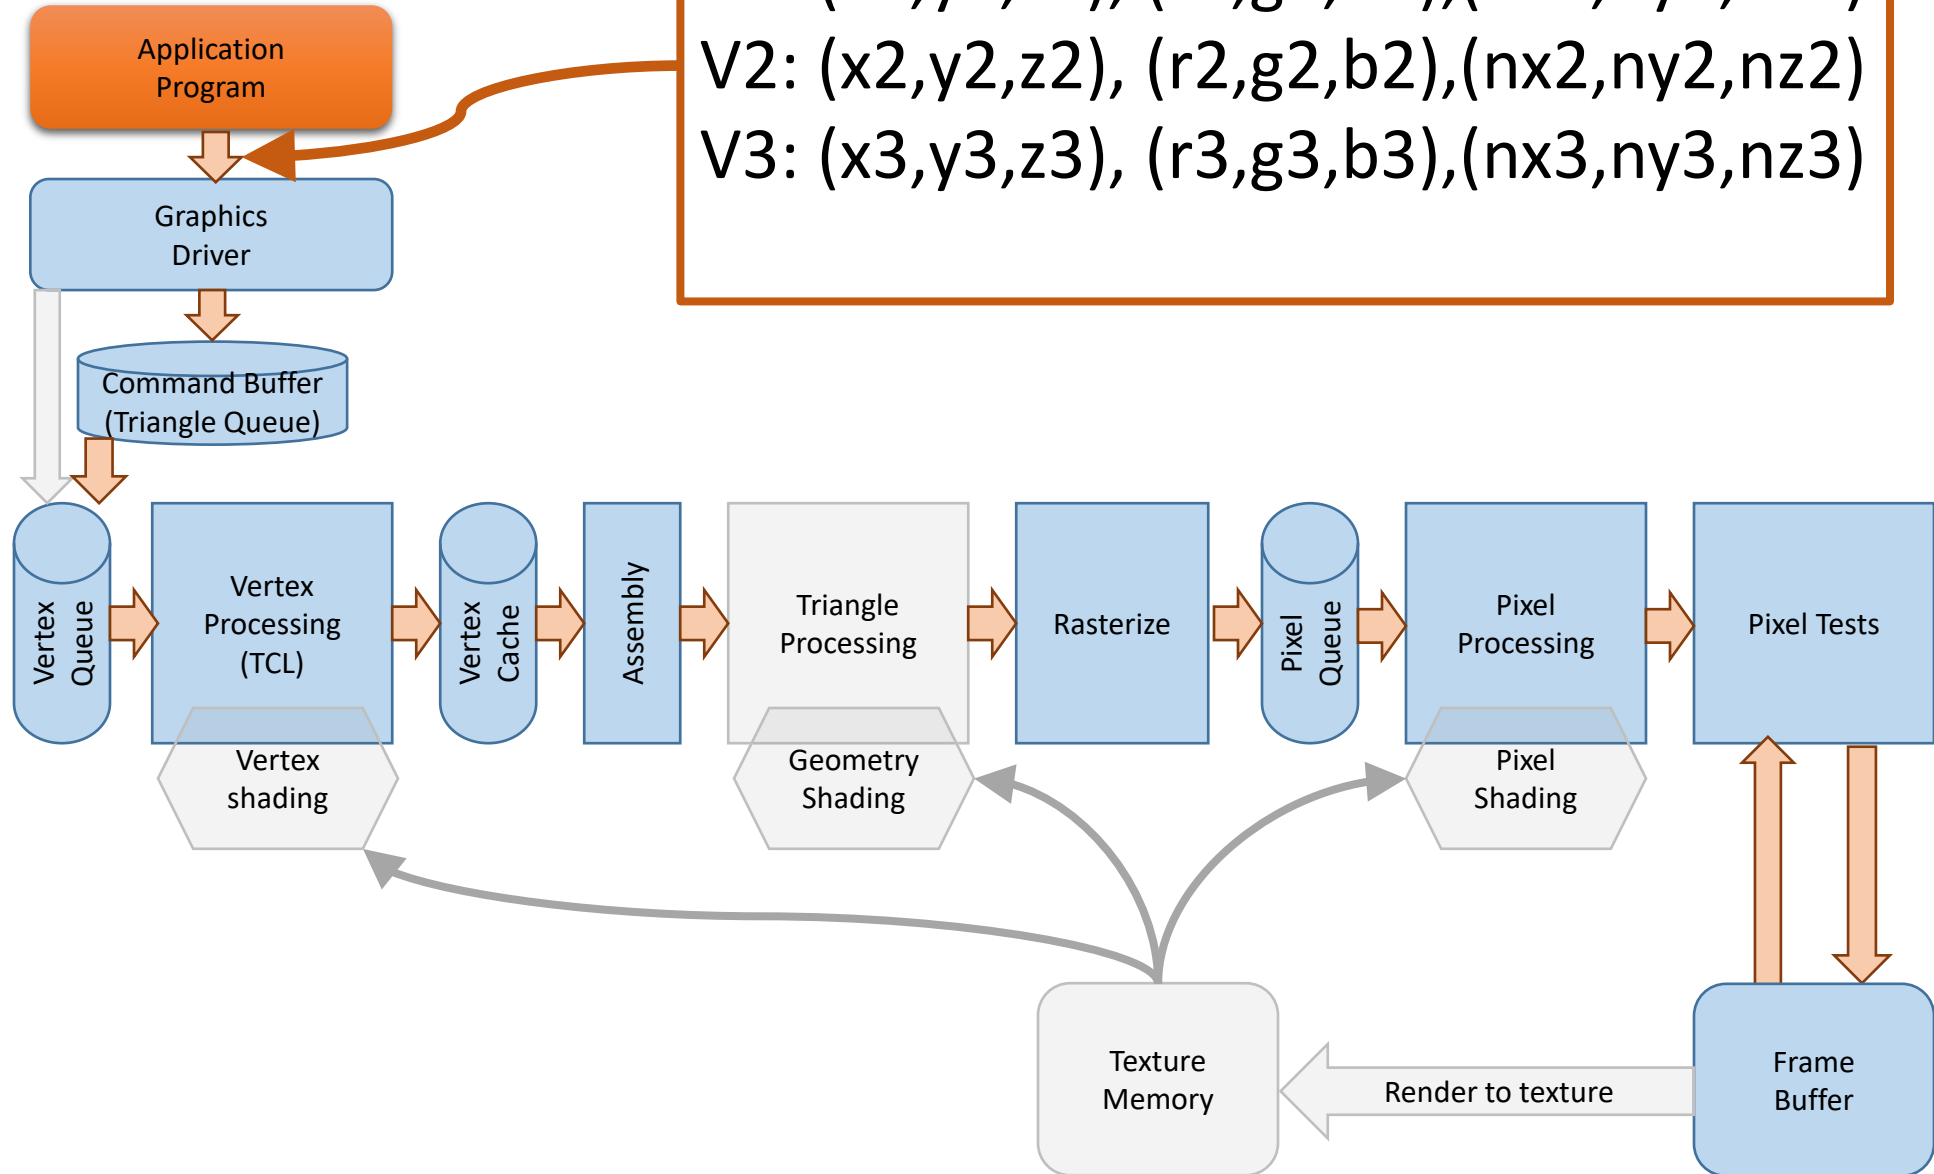 V2: (x2,y2,z2), (r2,g2,b2),(nx2,ny2,nz2)
V3: (x3,y3,z3), (r3,g3,b3),(nx3,ny3,nz3)
Application
Program
Graphics
Driver
Command Buffer
(Triangle Queue)
Vertex
Queue
Vertex
Processing
(TCL)
Vertex
Cache
Assembly
Triangle
Processing
Rasterize
Pixel
Queue
Pixel
Processing
Pixel Tests
Vertex
shading
Geometry
Shading
Pixel
Shading
Texture
Memory
Render to texture
Frame
Buffer